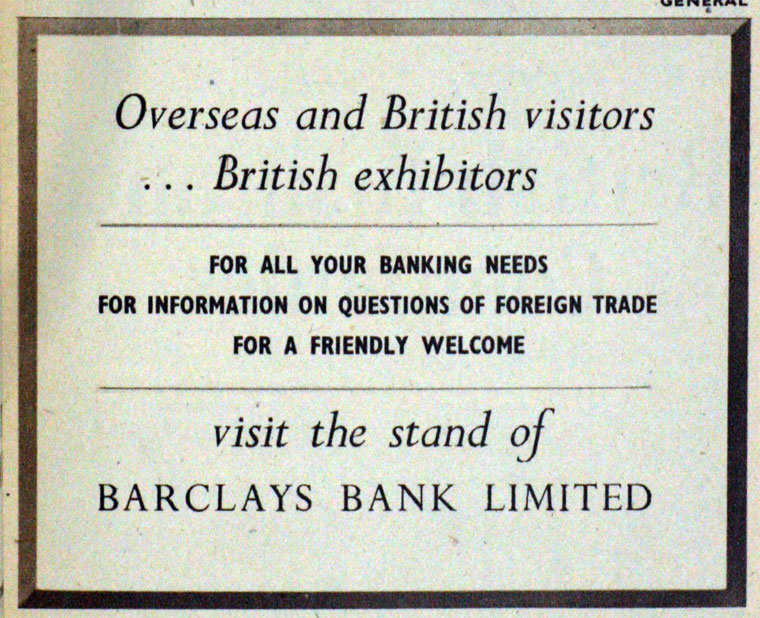 GENERAL
Overseas and British visitors
... British exhibitors
FOR ALL YOUR BANKING NEEDS
FOR INFORMATION ON QUESTIONS OF FOREIGN TRADE
FOR A FRIENDLY WELCOME
visit the stand of
BARCLAYS BANK LIMITED